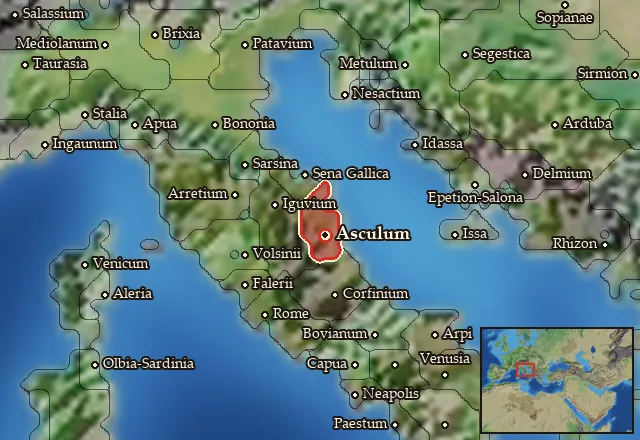 Salassium
Sopianae
Brixia
Mediolanum
Patavium
Segestica
Taurasia
Metulum
Sirmion
Nesactium
Stalia
Apua
Bononia
Arduba
Ingaunum
Idassa
Sarsina
Sena Gallica
Delmium
Arretium
Iguvium
Epetion-Salona
Asculum
Issa
Rhizon
Volsinii
Venicum
Falerii
Aleria
Corfinium
Rome
Bovianum
Arpi
Venusia
Olbia-Sardinia
Capua
Neapolis
Paestum